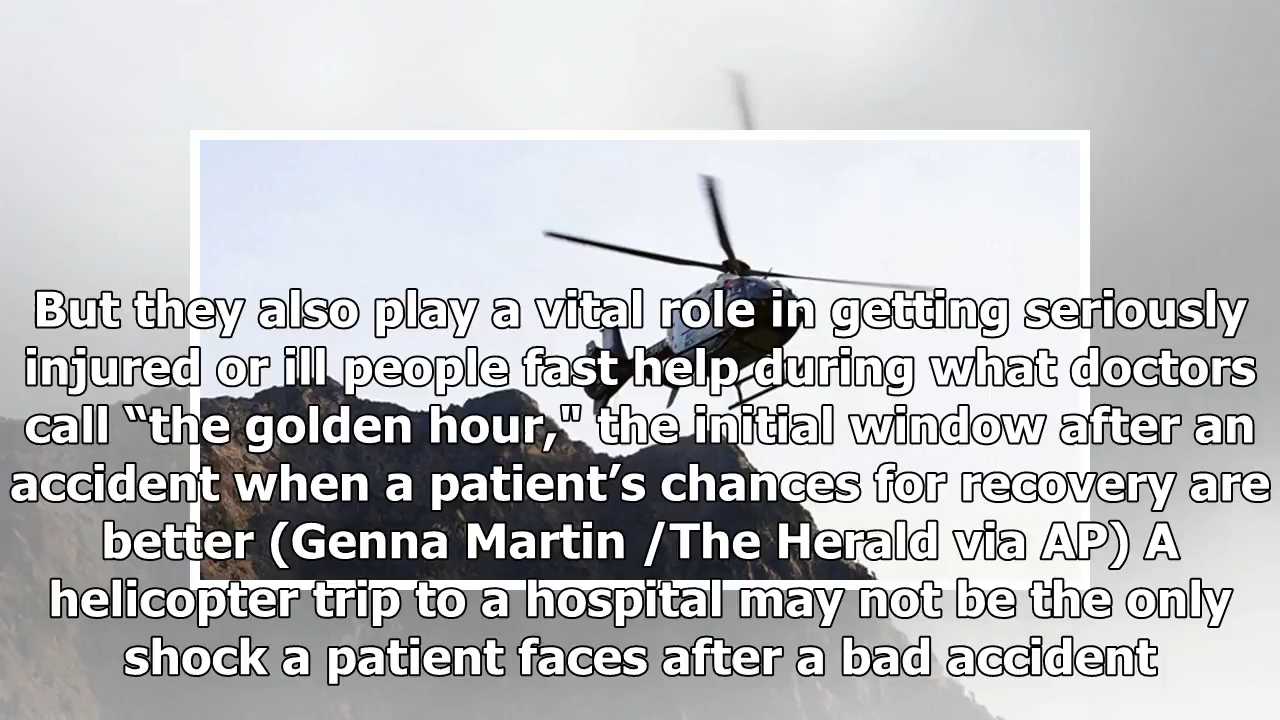 But they also play a vital role in getting seriously
injured or ill people fast help during what doctors
call “the golden hour," the initial window after an
accident when a patient’s chances for recovery are
better (Genna Martin /The Herald via AP) A
helicopter trip to a hospital may not be the only
shock a patient faces after a bad accident